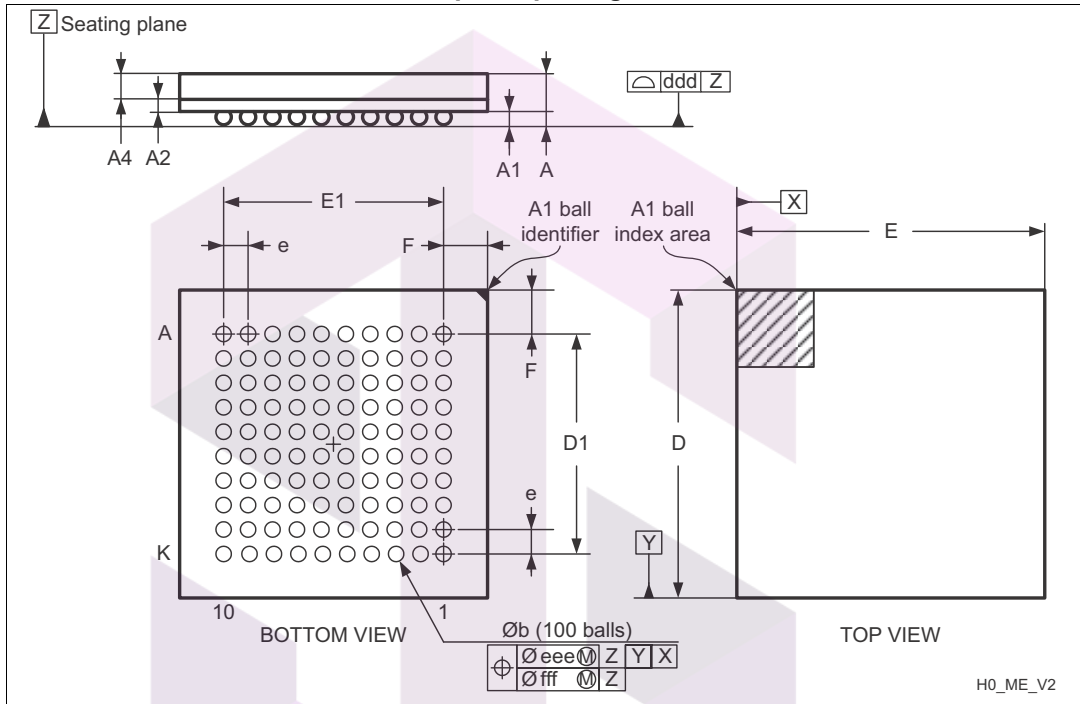 Z Seating plane
ddd Z
A4 A2
A1 A
E1
e
F
A1 ball
identifier
A1 ball
index area
X
E
A
F
D1
D
e
K
Y
10
1
BOTTOM VIEW
Øb (100 balls)
TOP VIEW
Ø eee Ⓜ Z Y X
Ø fff Ⓜ Z
H0_ME_V2